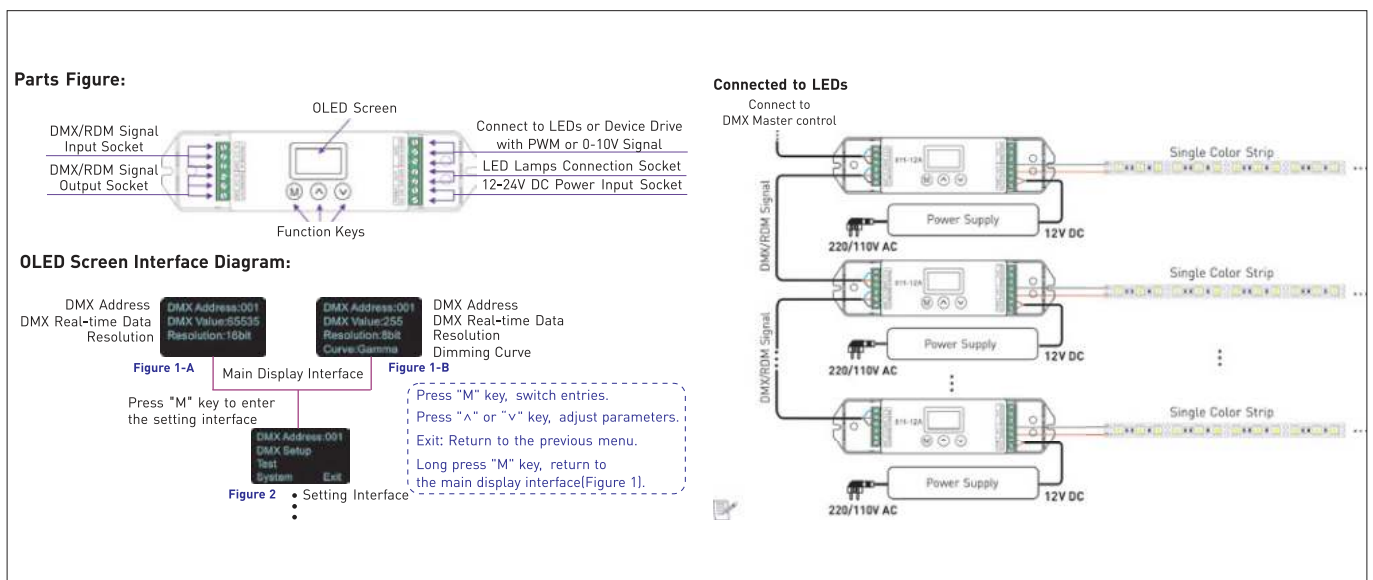 Parts Figure:
OLED Screen
DMX/RDM Signal
Input Socket
DMX/RDM Signal
Output Socket
Connect to LEDs or Device Drive
with PWM or 0-10V Signal
LED Lamps Connection Socket
12-24V DC Power Input Socket
M
Function Keys
OLED Screen Interface Diagram:
DMX Address
DMX Real-time Data
Resolution
DMX Address:001
DMX Value:65535
Resolution:16bit
Figure 1-A
DMX Address:001
DMX Value:255
Resolution:8bit
Curve:Gamma
DMX Address
DMX Real-time Data
Resolution
Dimming Curve
Figure 1-B
Main Display Interface
Press "M" key to enter
the setting interface
DMX Address:001
DMX Setup
Test
System Exit
Figure 2
Setting Interface
Press "M" key, switch entries.
Press "∧" or "∨" key, adjust parameters.
Exit: Return to the previous menu.
Long press "M" key, return to
the main display interface(Figure 1).
Connected to LEDs
Connect to
DMX Master control
M
Single Color Strip
Power Supply
220/110V AC
12V DC
DMX/RDM Signal
M
Single Color Strip
Power Supply
220/110V AC
12V DC
DMX/RDM Signal
M
Single Color Strip
Power Supply
220/110V AC
12V DC